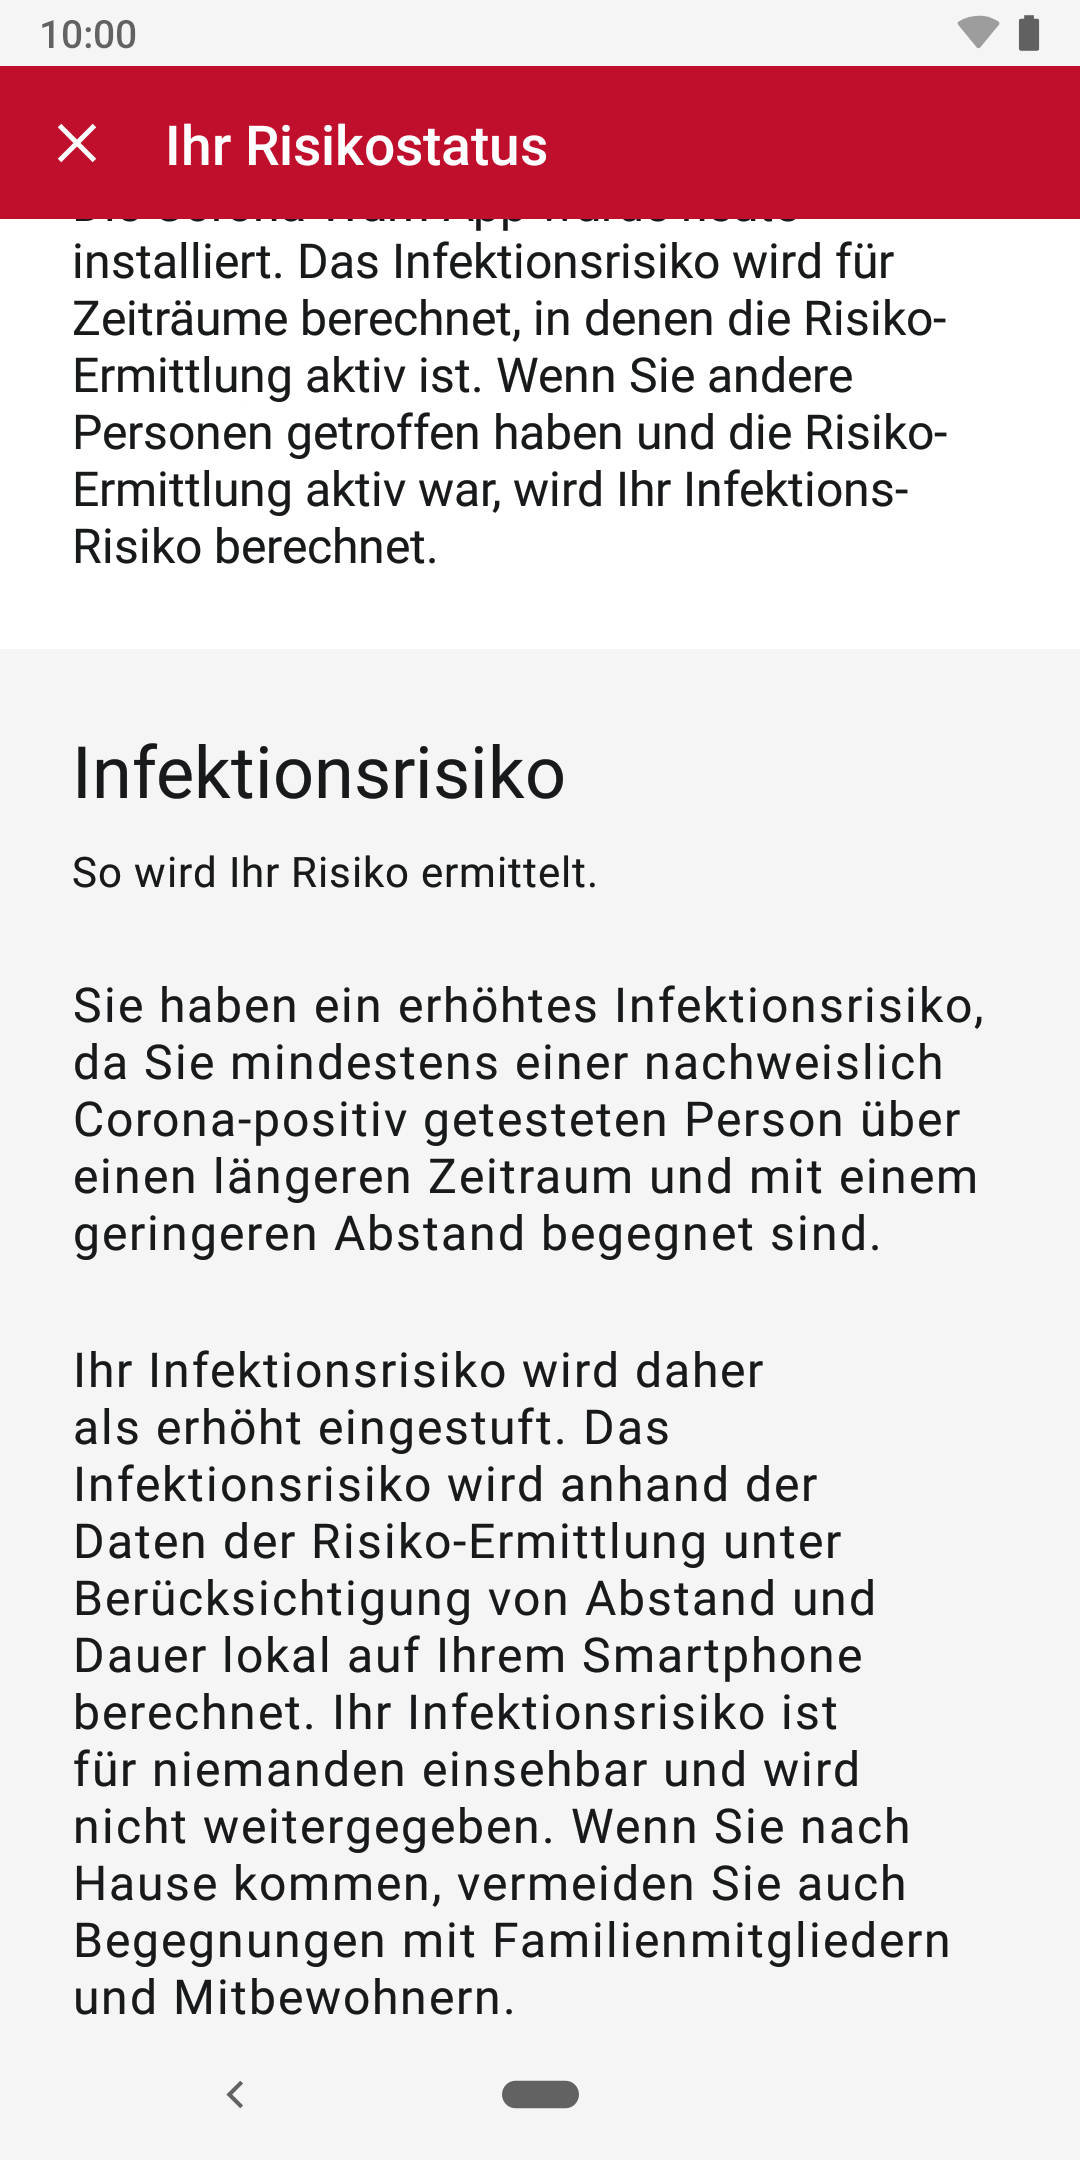 10:00
Ihr Risikostatus
Die Corona-Warn-App wurde heute
installiert. Das Infektionsrisiko wird für
Zeiträume berechnet, in denen die Risiko-
Ermittlung aktiv ist. Wenn Sie andere
Personen getroffen haben und die Risiko-
Ermittlung aktiv war, wird Ihr Infektions-
Risiko berechnet.
Infektionsrisiko
So wird Ihr Risiko ermittelt.
Sie haben ein erhöhtes Infektionsrisiko,
da Sie mindestens einer nachweislich
Corona-positiv getesteten Person über
einen längeren Zeitraum und mit einem
geringeren Abstand begegnet sind.
Ihr Infektionsrisiko wird daher
als erhöht eingestuft. Das
Infektionsrisiko wird anhand der
Daten der Risiko-Ermittlung unter
Berücksichtigung von Abstand und
Dauer lokal auf Ihrem Smartphone
berechnet. Ihr Infektionsrisiko ist
für niemanden einsehbar und wird
nicht weitergegeben. Wenn Sie nach
Hause kommen, vermeiden Sie auch
Begegnungen mit Familienmitgliedern
und Mitbewohnern.